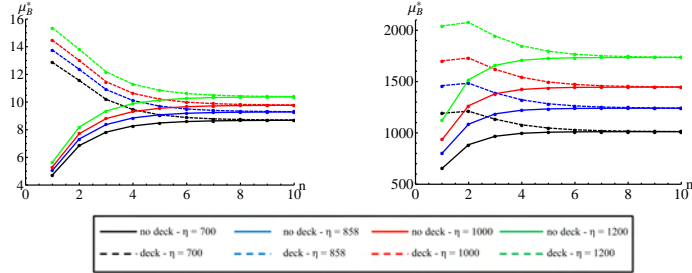 μ*B
16
14
12
10
8
6
4
0 2 4 6 8 10 n
μ*B
2000
1500
1000
500
0 2 4 6 8 10 n
no deck - η = 700 no deck - η = 858 no deck - η = 1000 no deck - η = 1200
deck - η = 700 deck - η = 858 deck - η = 1000 deck - η = 1200